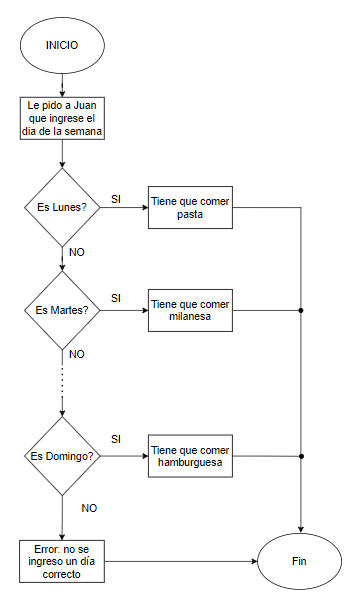 INICIO
Le pido a Juan
que ingrese el
dia de la semana
Es Lunes?
SI
Tiene que comer
pasta
NO
Es Martes?
SI
Tiene que comer
milanesa
NO
Es Domingo?
SI
Tiene que comer
hamburguesa
NO
Error: no se
ingreso un día
correcto
Fin